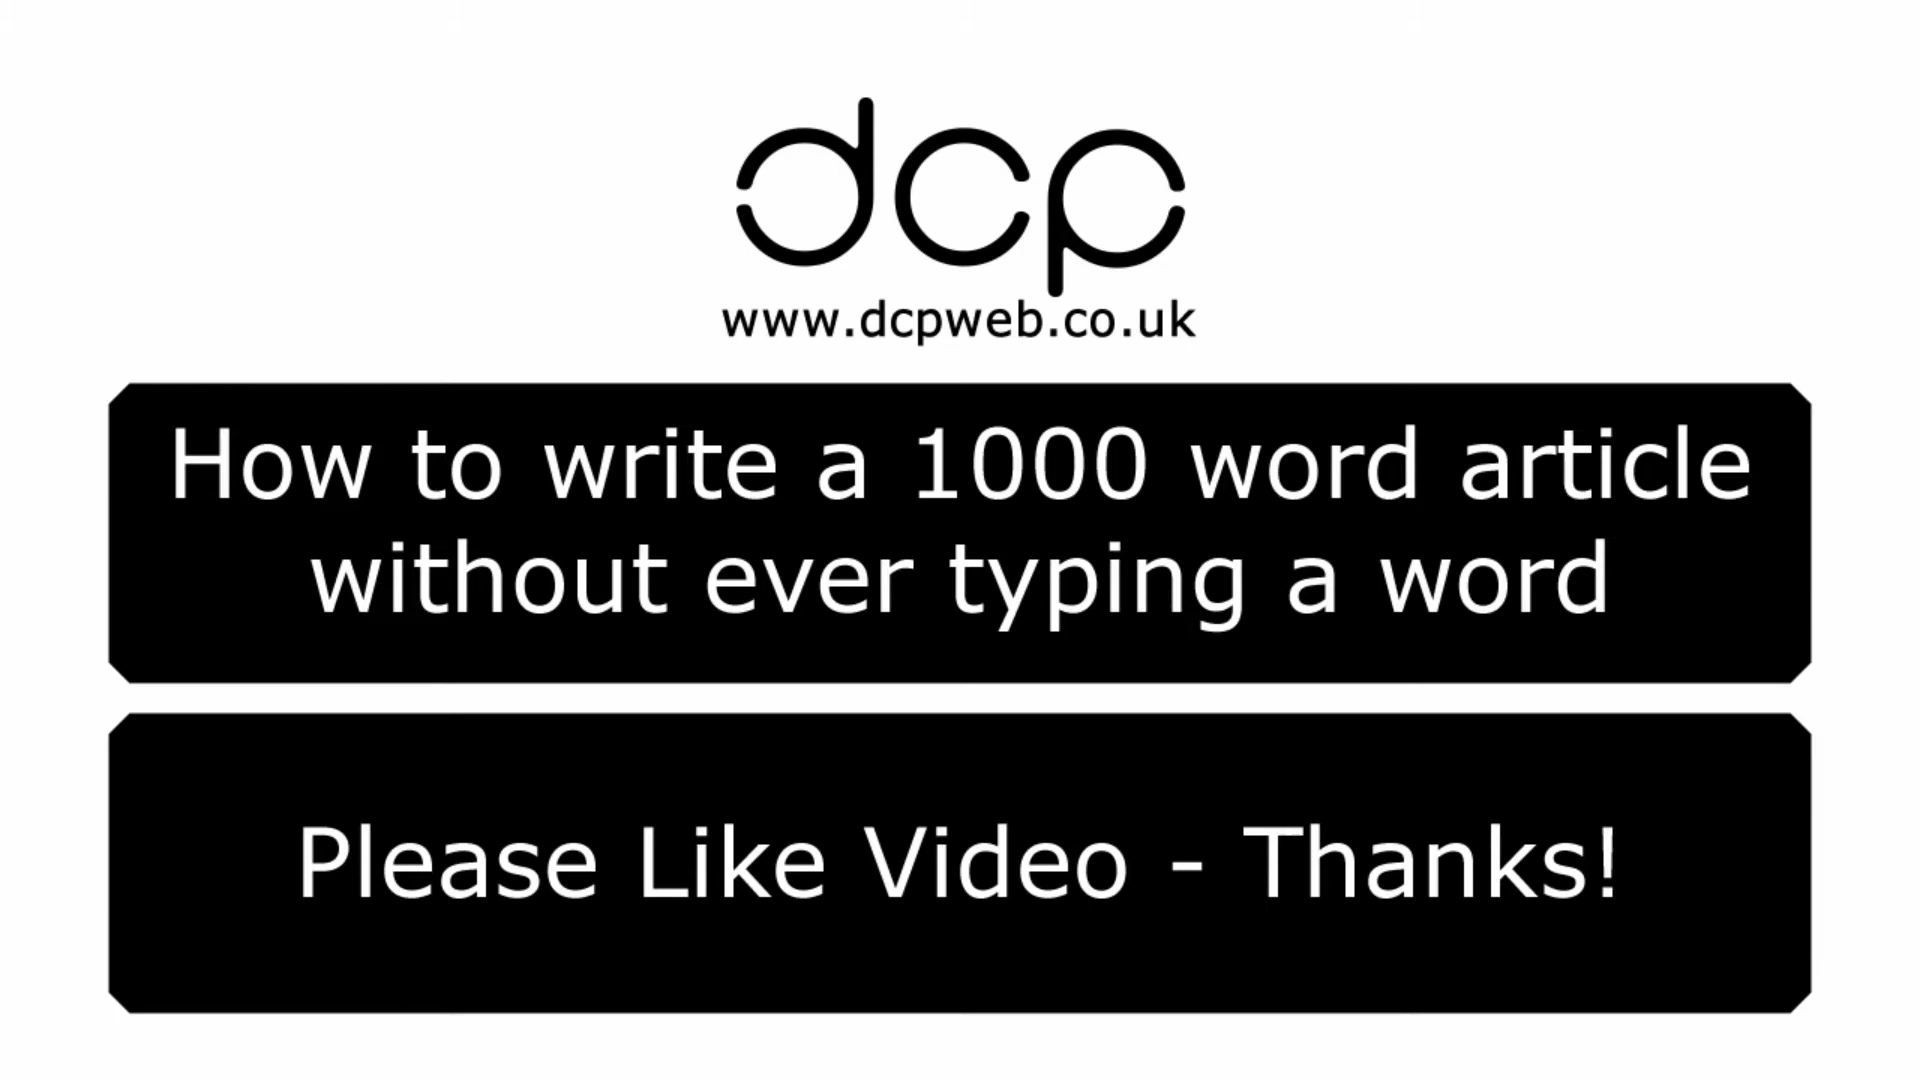 dcp
www.dcpweb.co.uk
How to write a 1000 word article
without ever typing a word
Please Like Video - Thanks!